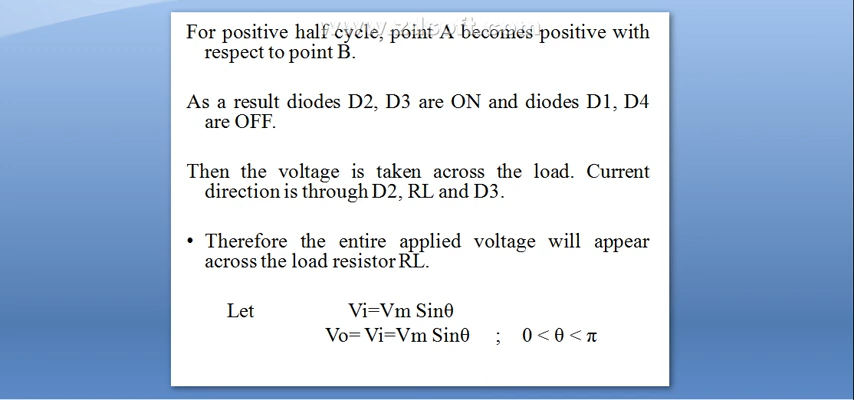 www.zulsoft.com
For positive half cycle, point A becomes positive with
respect to point B.
As a result diodes D2, D3 are ON and diodes D1, D4
are OFF.
Then the voltage is taken across the load. Current
direction is through D2, RL and D3.
• Therefore the entire applied voltage will appear
across the load resistor RL.
Let Vi=Vm Sinθ
Vo= Vi=Vm Sinθ ; 0 < θ < π